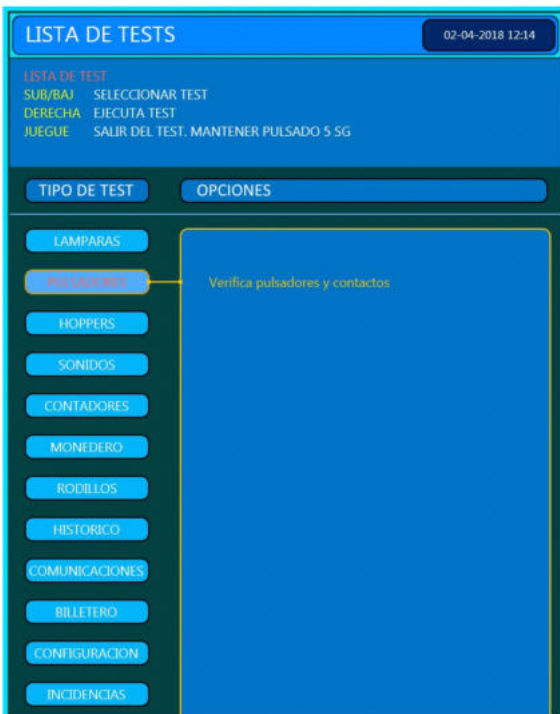 LISTA DE TESTS
02-04-2018 12:14
LISTA DE TEST
SUB/BAJ SELECCIONAR TEST
DERECHA EJECUTA TEST
JUEGUE SALIR DEL TEST. MANTENER PULSADO 5 SG
TIPO DE TEST OPCIONES
LAMPARAS
PULSADORES Verifica pulsadores y contactos
HOPPERS
SONIDOS
CONTADORES
MONEDERO
RODILLOS
HISTORICO
COMUNICACIONES
BILLETERO
CONFIGURACION
INCIDENCIAS